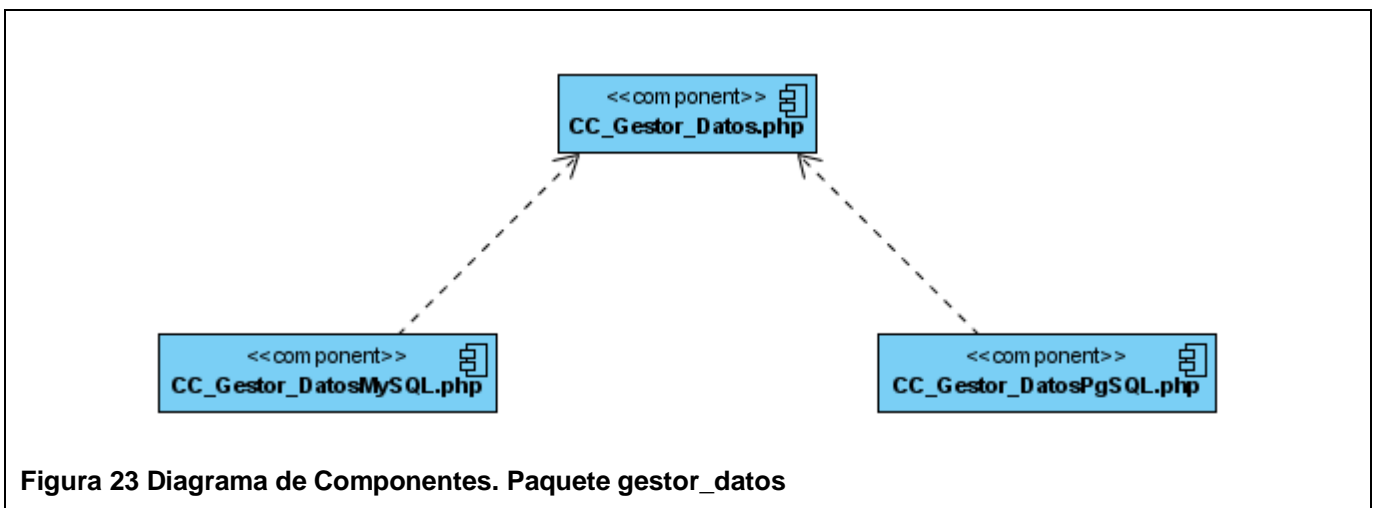 <<component>>
CC_Gestor_Datos.php
<<component>>
CC_Gestor_DatosMySQL.php
<<component>>
CC_Gestor_DatosPgSQL.php
Figura 23 Diagrama de Componentes. Paquete gestor_datos